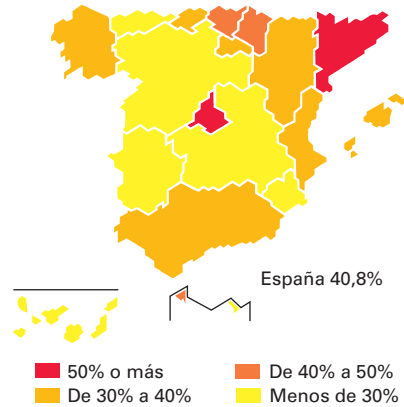 España 40,8%
50% o más
De 40% a 50%
De 30% a 40%
Menos de 30%